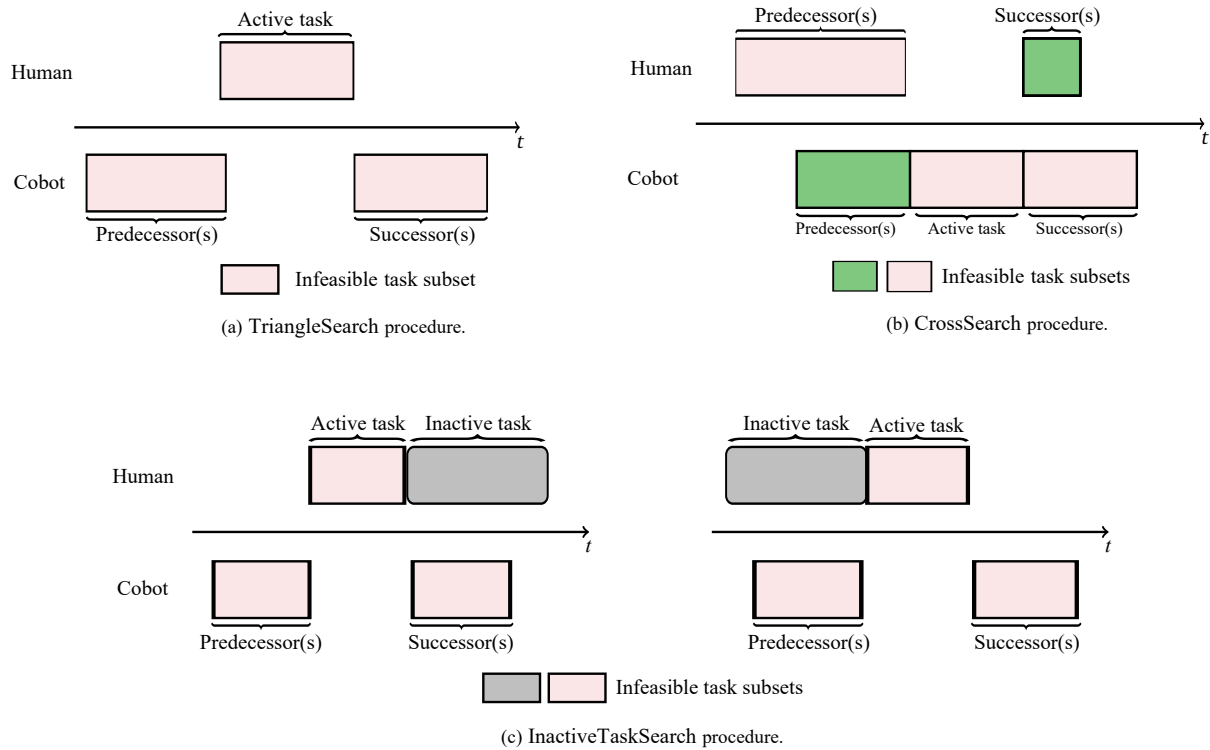 Active task
Human
t
Cobot
Predecessor(s)
Successor(s)
Infeasible task subset
(a) TriangleSearch procedure.
Predecessor(s)
Successor(s)
Human
t
Cobot
Predecessor(s)
Active task
Successor(s)
Infeasible task subsets
(b) CrossSearch procedure.
Active task
Inactive task
Human
t
Cobot
Predecessor(s)
Successor(s)
Inactive task
Active task
t
Predecessor(s)
Successor(s)
Infeasible task subsets
(c) InactiveTaskSearch procedure.